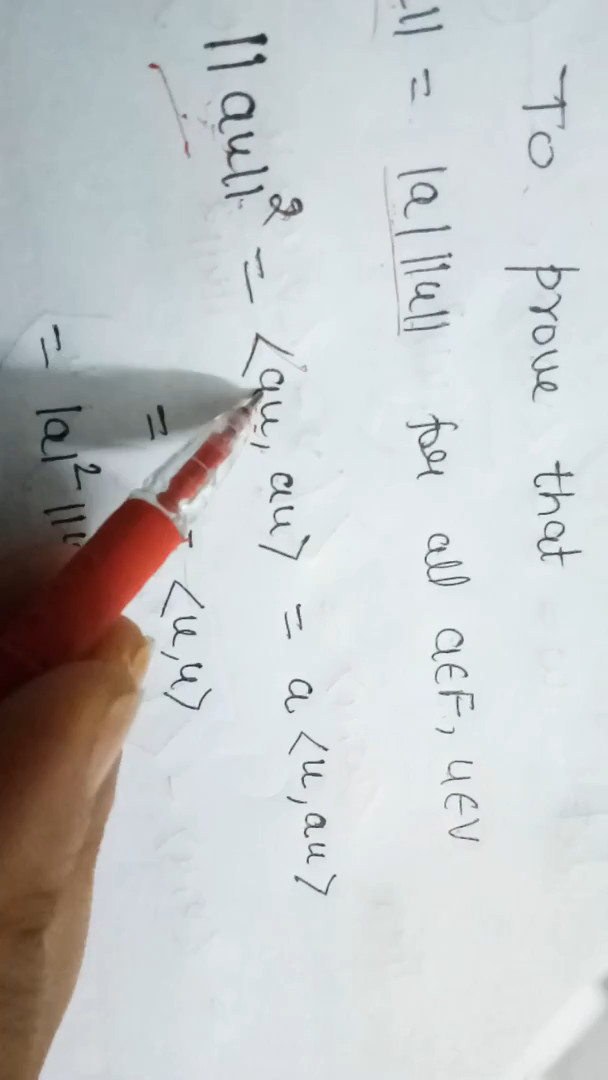 To prove that
|| = |a| ||u|| for all a∈F, u∈V
||au||² = <au, au> = a <u, au>
= <u,u>
= |a|² ||